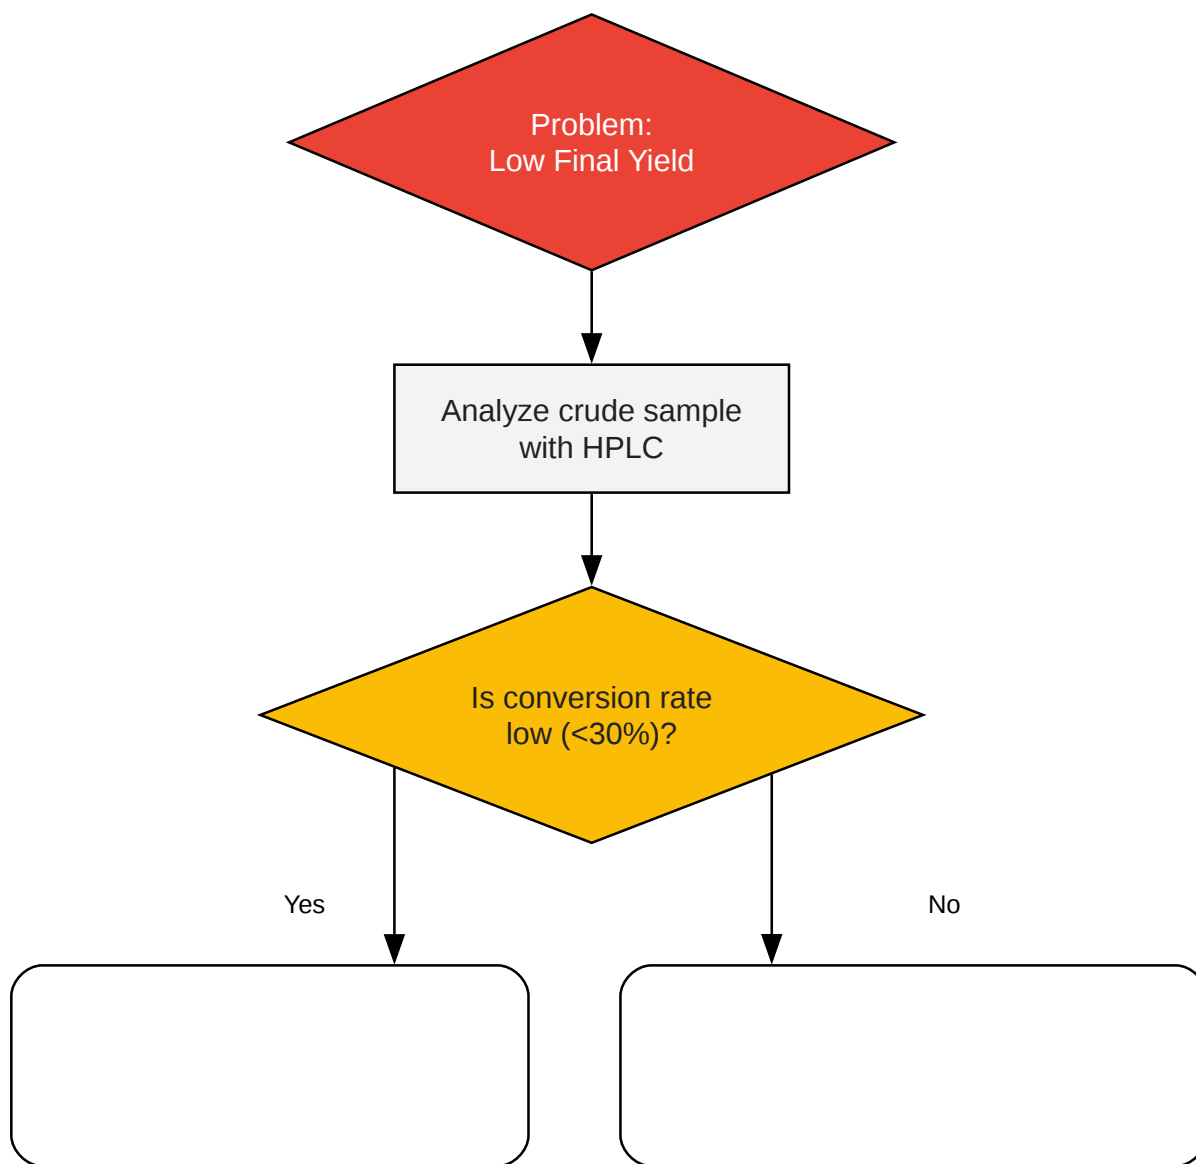 Problem:
Low Final Yield
Analyze crude sample
with HPLC
Is conversion rate
low (<30%)?
Yes
No